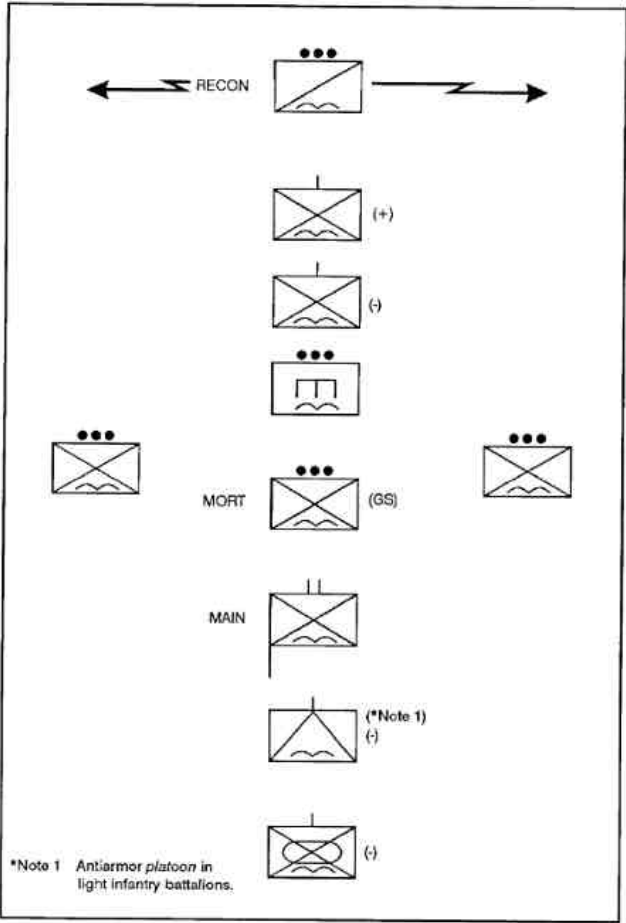 RECON
(+)
(-)
MORT
(GS)
MAIN
(*Note 1)
(-)
(-)
*Note 1 Antiarmor platoon in
light infantry battalions.